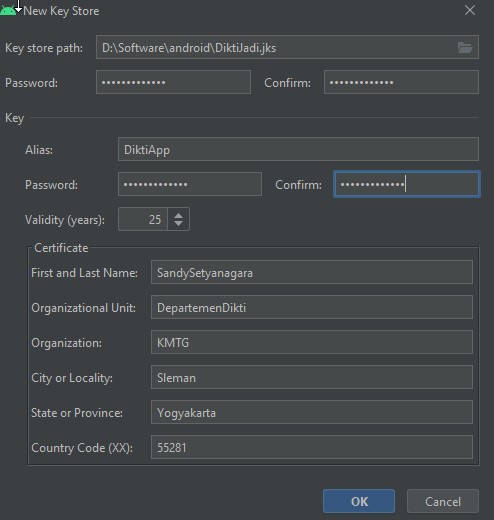 New Key Store
Key store path: D:\Software\android\DiktiJadi.jks
Password: ••••••••••••• Confirm: •••••••••••••
Key
Alias: DiktiApp
Password: ••••••••••••• Confirm: •••••••••••••
Validity (years): 25
Certificate
First and Last Name: SandySetyanagara
Organizational Unit: DepartemenDikti
Organization: KMTG
City or Locality: Sleman
State or Province: Yogyakarta
Country Code (XX): 55281
OK Cancel